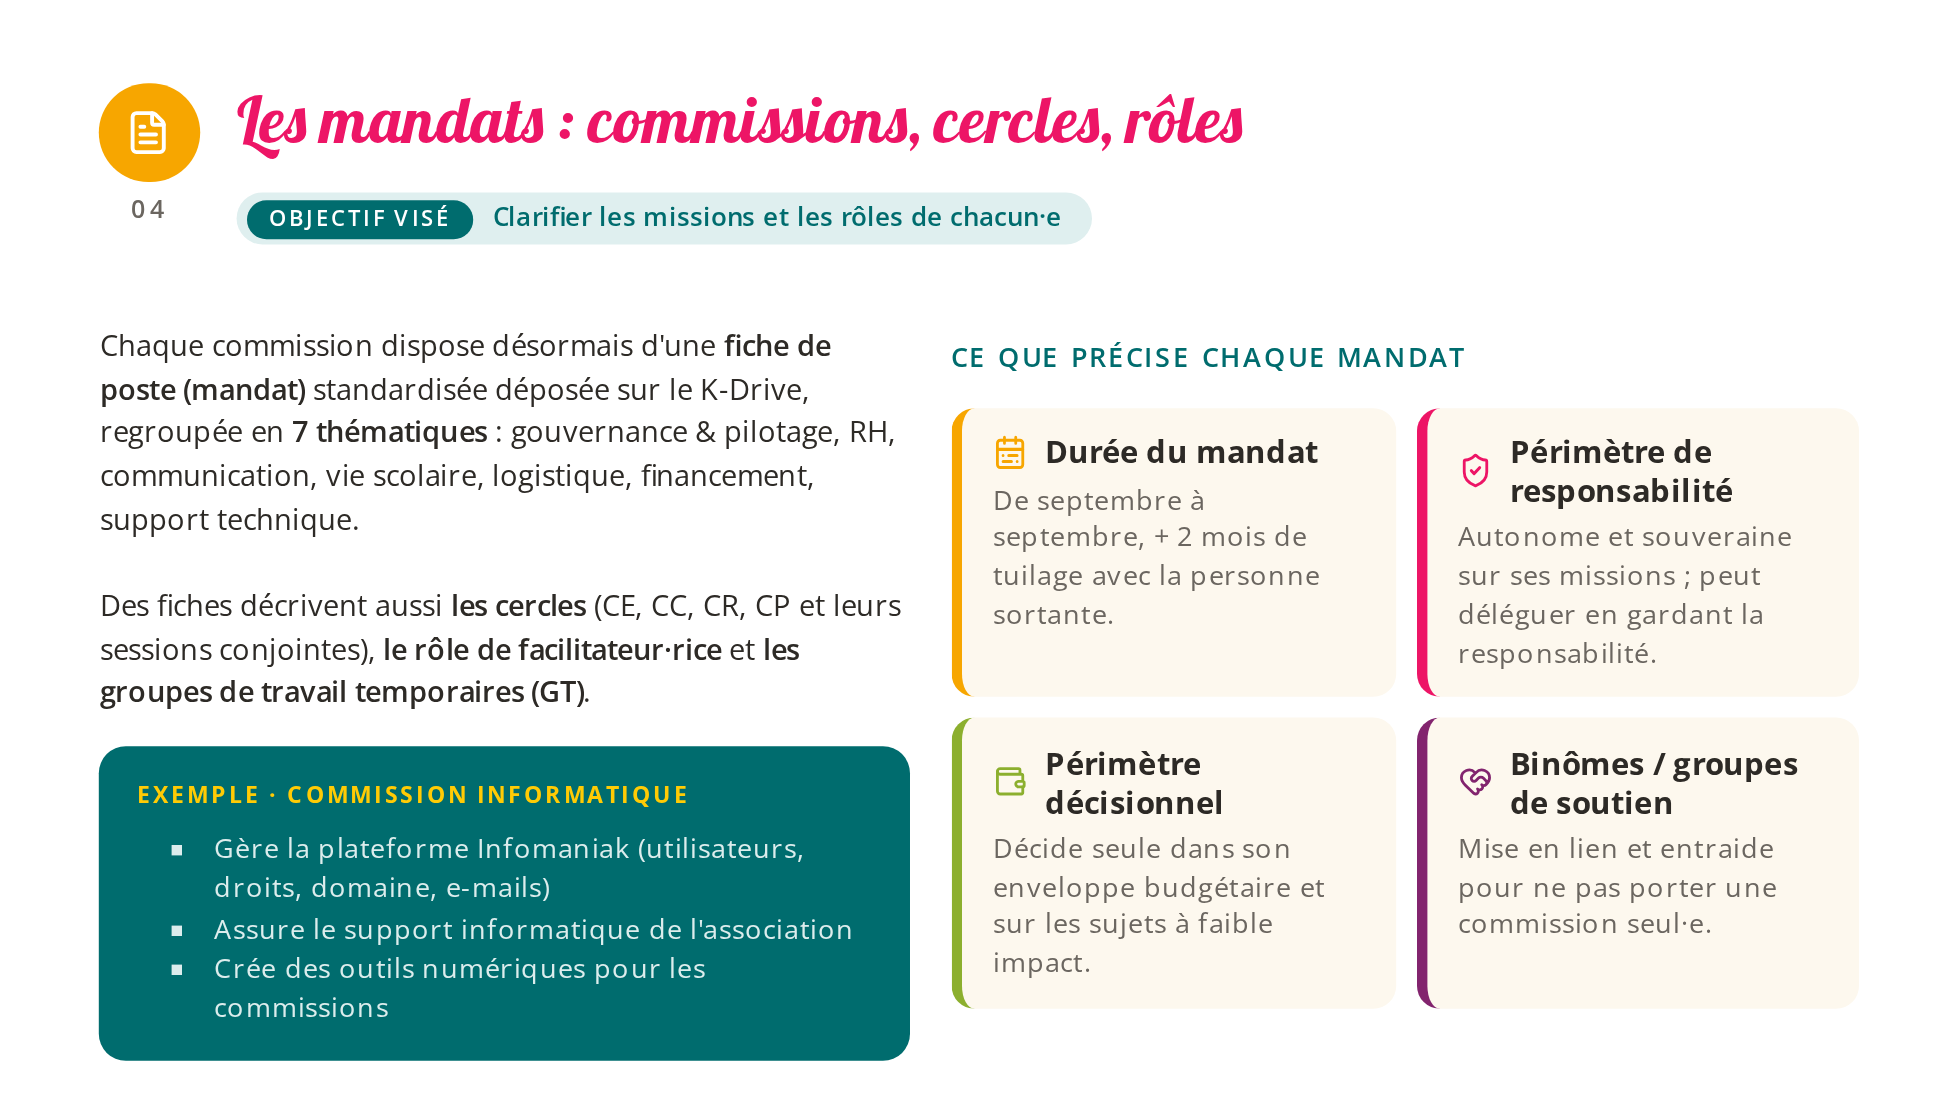 Les mandats : commissions, cercles, rôles
04
OBJECTIF VISÉ Clarifier les missions et les rôles de chacun·e
Chaque commission dispose désormais d'une fiche de
poste (mandat) standardisée déposée sur le K-Drive,
regroupée en 7 thématiques : gouvernance & pilotage, RH,
communication, vie scolaire, logistique, financement,
support technique.
Des fiches décrivent aussi les cercles (CE, CC, CR, CP et leurs
sessions conjointes), le rôle de facilitateur·rice et les
groupes de travail temporaires (GT).
EXEMPLE · COMMISSION INFORMATIQUE
▪ Gère la plateforme Infomaniak (utilisateurs,
droits, domaine, e-mails)
▪ Assure le support informatique de l'association
▪ Crée des outils numériques pour les
commissions
CE QUE PRÉCISE CHAQUE MANDAT
Durée du mandat
De septembre à
septembre, + 2 mois de
tuilage avec la personne
sortante.
Périmètre de
responsabilité
Autonome et souveraine
sur ses missions ; peut
déléguer en gardant la
responsabilité.
Périmètre
décisionnel
Décide seule dans son
enveloppe budgétaire et
sur les sujets à faible
impact.
Binômes / groupes
de soutien
Mise en lien et entraide
pour ne pas porter une
commission seul·e.